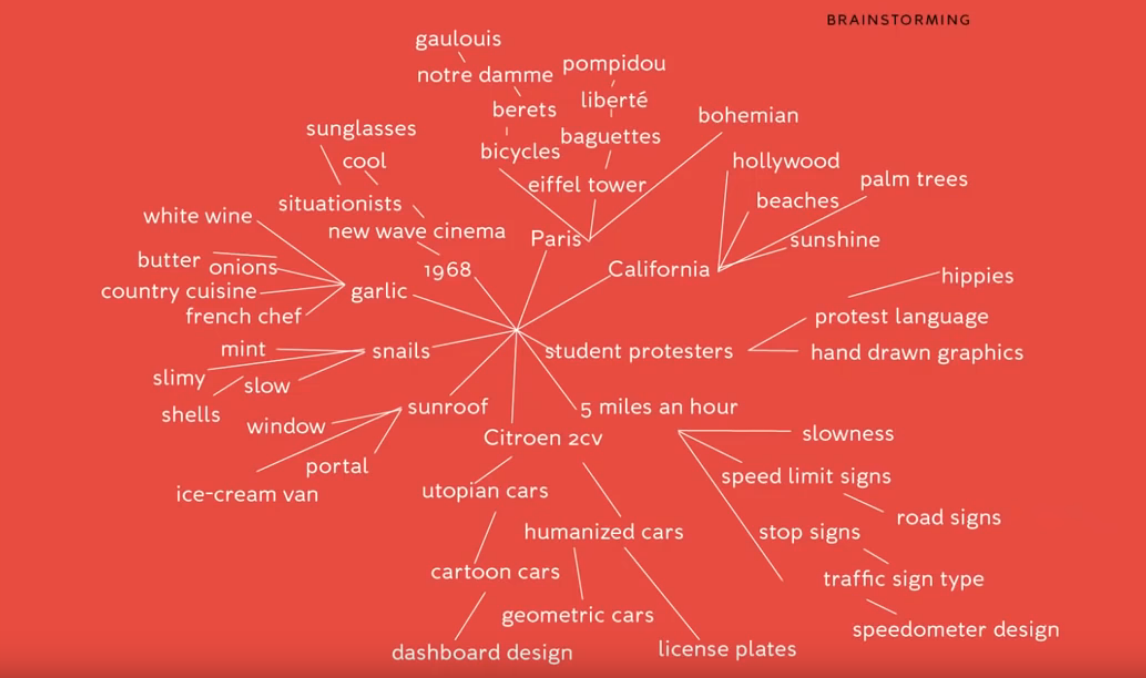 BRAINSTORMING
gaulouis
notre damme
pompidou
berets
liberté
bohemian
sunglasses
baguettes
cool
bicycles
hollywood
eiffel tower
palm trees
situationists
beaches
white wine
new wave cinema
Paris
sunshine
butter
onions
1968
California
hippies
country cuisine
garlic
french chef
protest language
mint
snails
student protesters
hand drawn graphics
slimy
slow
shells
sunroof
5 miles an hour
window
Citroen 2cv
slowness
portal
speed limit signs
ice-cream van
utopian cars
road signs
humanized cars
stop signs
cartoon cars
traffic sign type
geometric cars
speedometer design
dashboard design
license plates